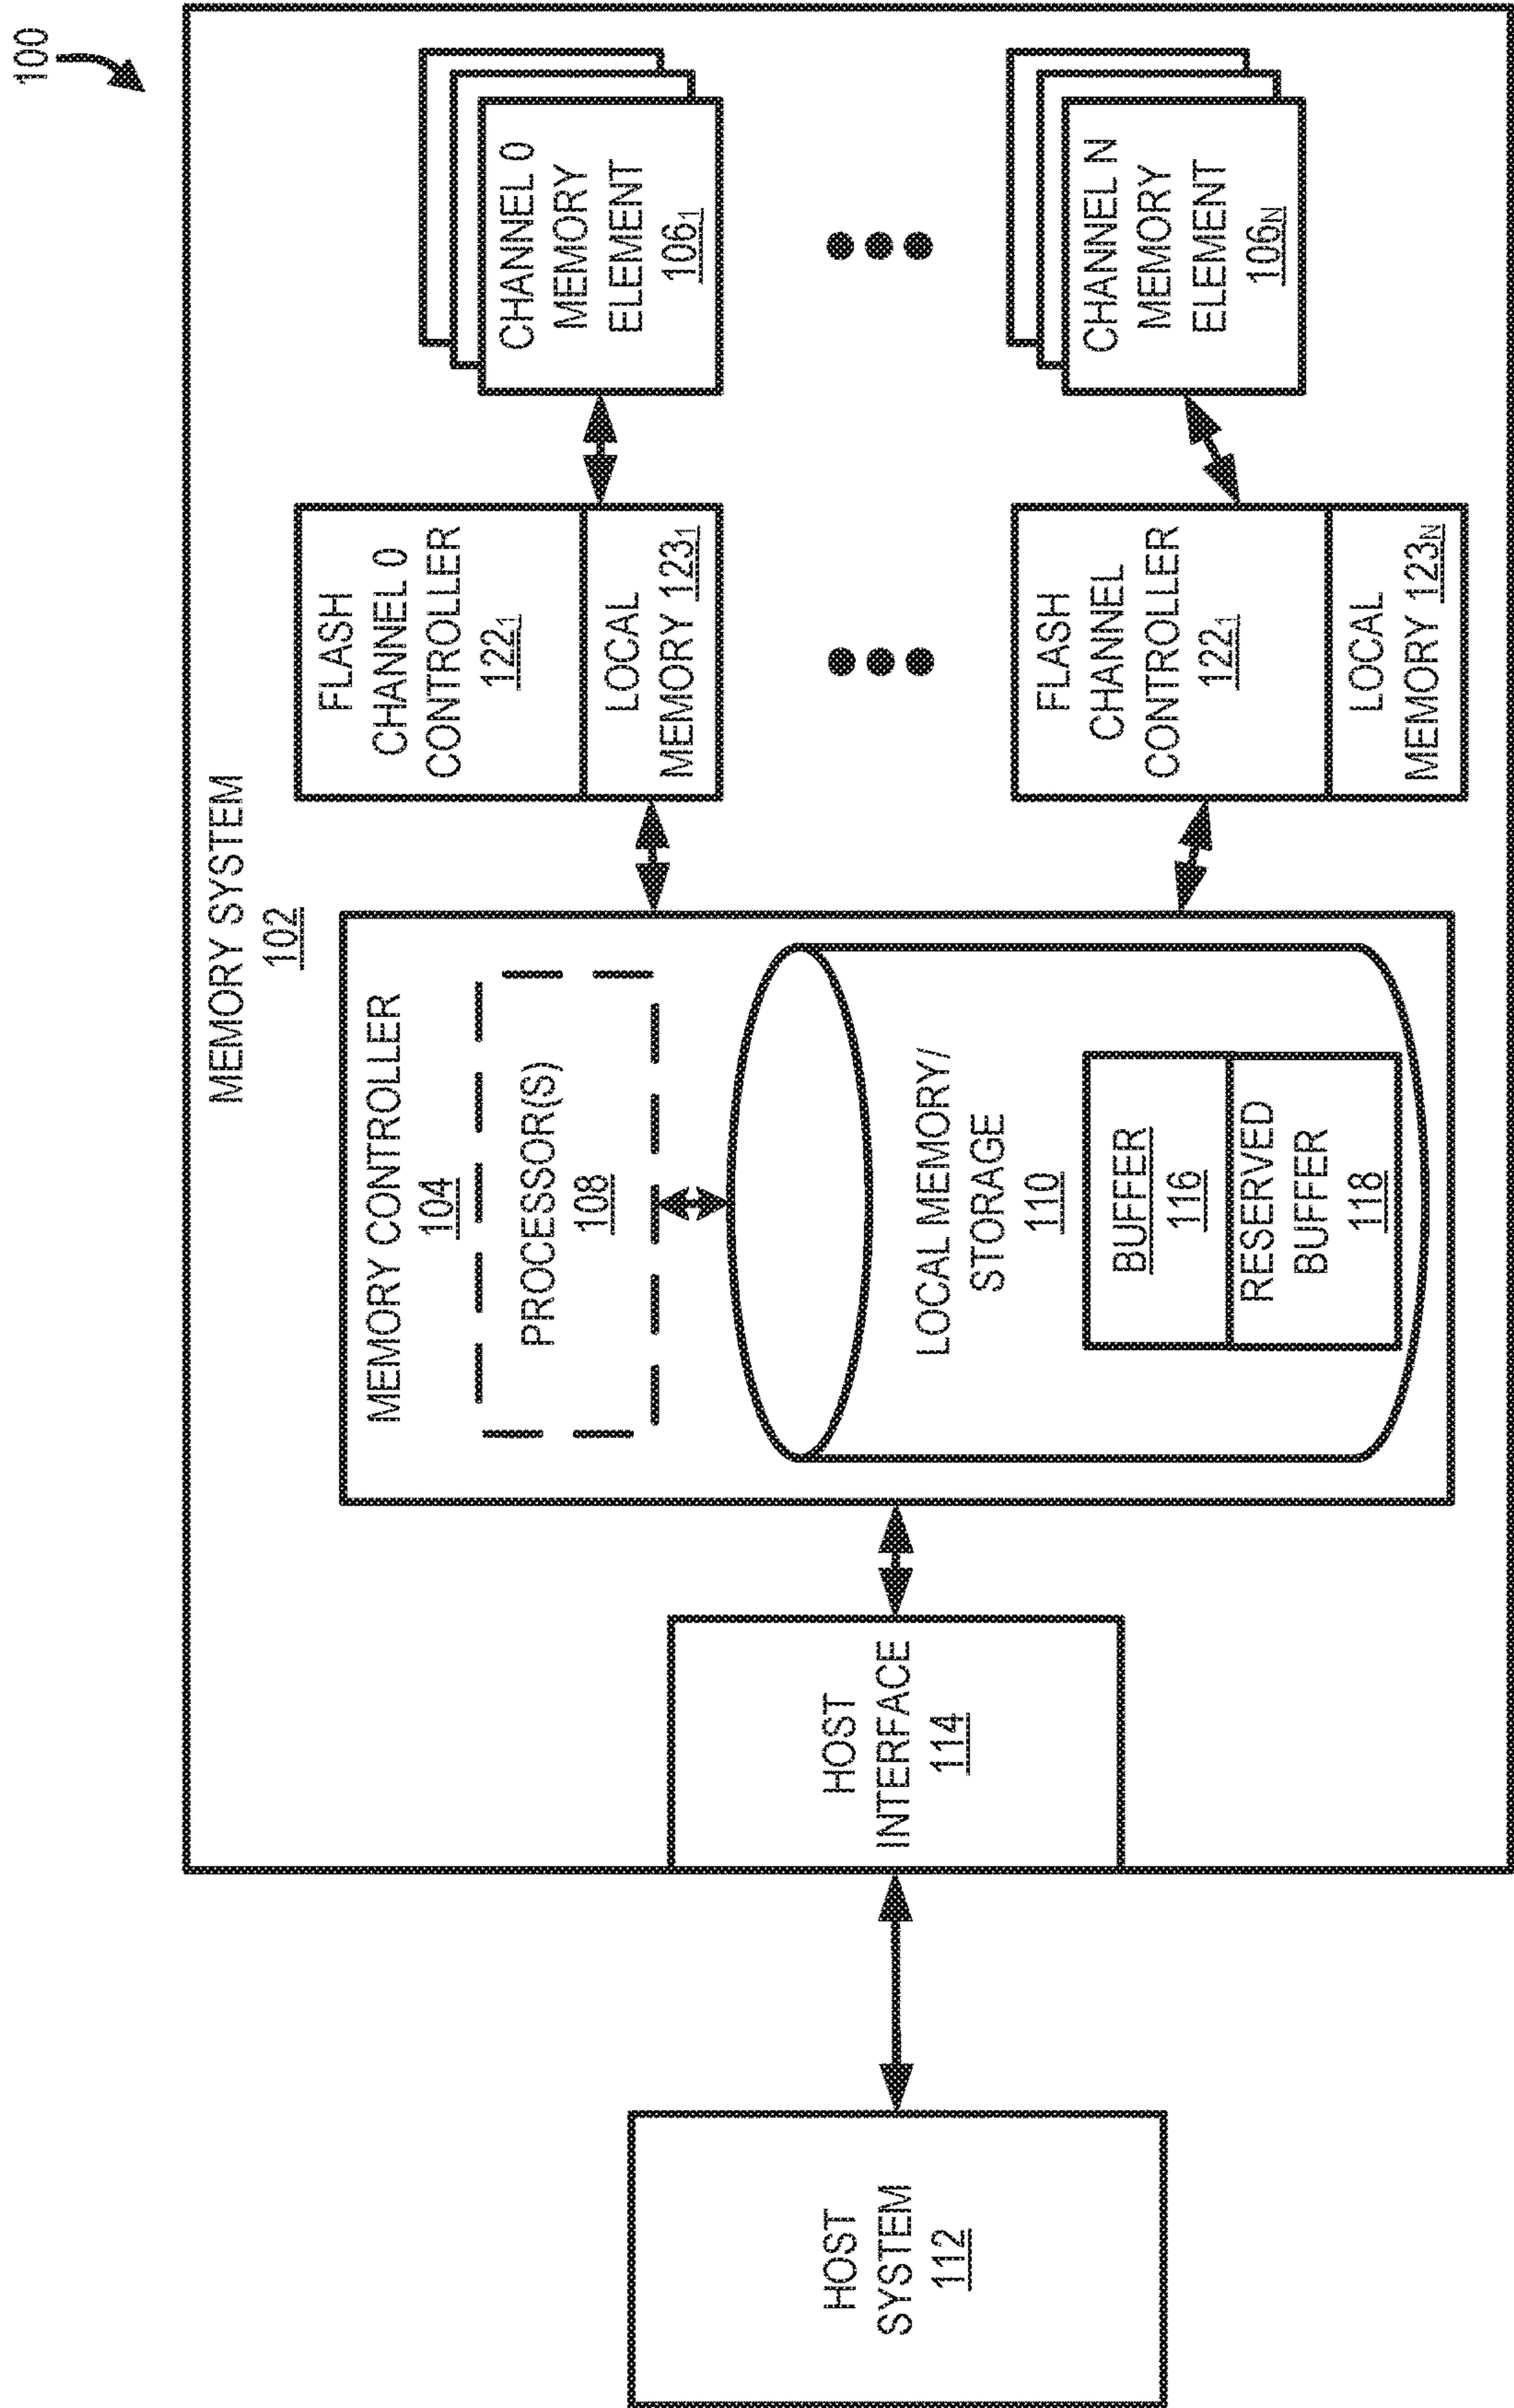 100
MEMORY SYSTEM
102
HOST
SYSTEM
112
HOST
INTERFACE
114
MEMORY CONTROLLER
104
PROCESSOR(S)
108
LOCAL MEMORY/
STORAGE
110
BUFFER
116
RESERVED
BUFFER
118
FLASH
CHANNEL 0
CONTROLLER
122₁
LOCAL
MEMORY 123₁
FLASH
CHANNEL
CONTROLLER
122₁
LOCAL
MEMORY 123N
CHANNEL 0
MEMORY
ELEMENT
106₁
CHANNEL N
MEMORY
ELEMENT
106N